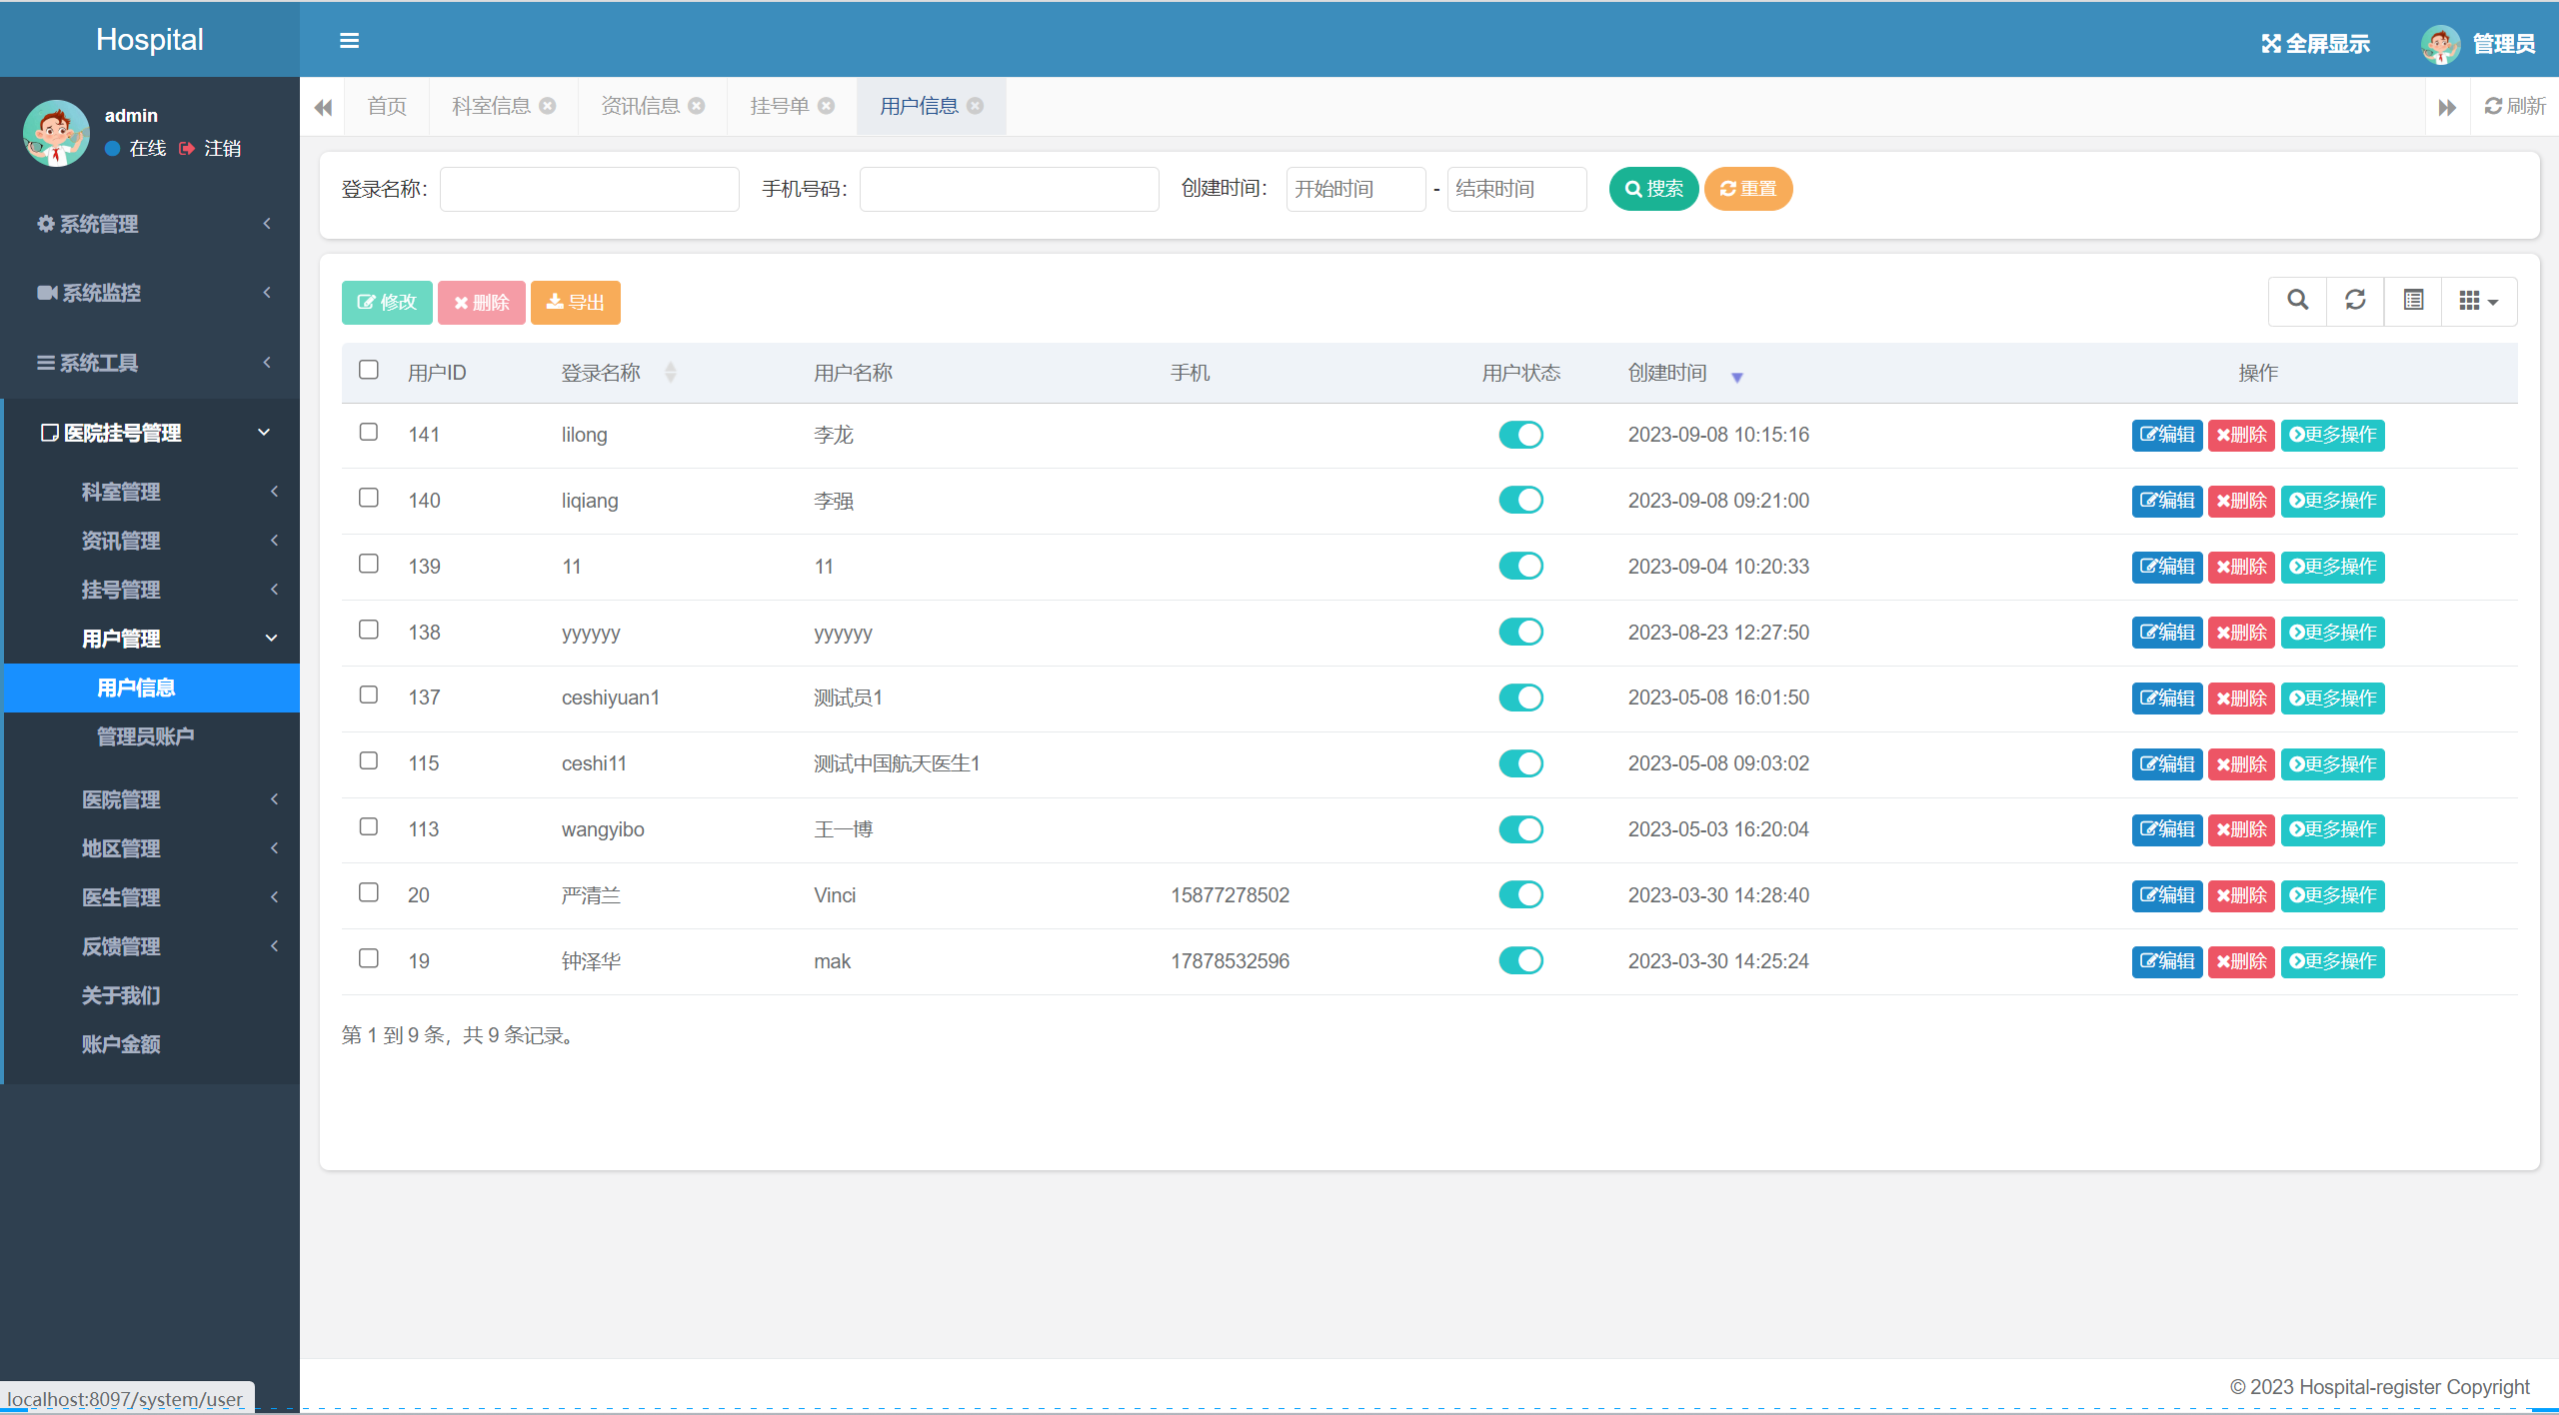 Hospital
全屏显示 管理员
admin
在线 注销
首页 科室信息 资讯信息 挂号单 用户信息 刷新
登录名称： 手机号码： 创建时间： 开始时间 - 结束时间 搜索 重置
系统管理
系统监控
系统工具
医院挂号管理
科室管理
资讯管理
挂号管理
用户管理
用户信息
管理员账户
医院管理
地区管理
医生管理
反馈管理
关于我们
账户金额
修改 删除 导出
用户ID 登录名称 用户名称 手机 用户状态 创建时间 操作
141 lilong 李龙 2023-09-08 10:15:16 编辑 删除 更多操作
140 liqiang 李强 2023-09-08 09:21:00 编辑 删除 更多操作
139 11 11 2023-09-04 10:20:33 编辑 删除 更多操作
138 yyyyyy yyyyyy 2023-08-23 12:27:50 编辑 删除 更多操作
137 ceshiyuan1 测试员1 2023-05-08 16:01:50 编辑 删除 更多操作
115 ceshi11 测试中国航天医生1 2023-05-08 09:03:02 编辑 删除 更多操作
113 wangyibo 王一博 2023-05-03 16:20:04 编辑 删除 更多操作
20 严清兰 Vinci 15877278502 2023-03-30 14:28:40 编辑 删除 更多操作
19 钟泽华 mak 17878532596 2023-03-30 14:25:24 编辑 删除 更多操作
第 1 到 9 条，共 9 条记录。
© 2023 Hospital-register Copyright
localhost:8097/system/user